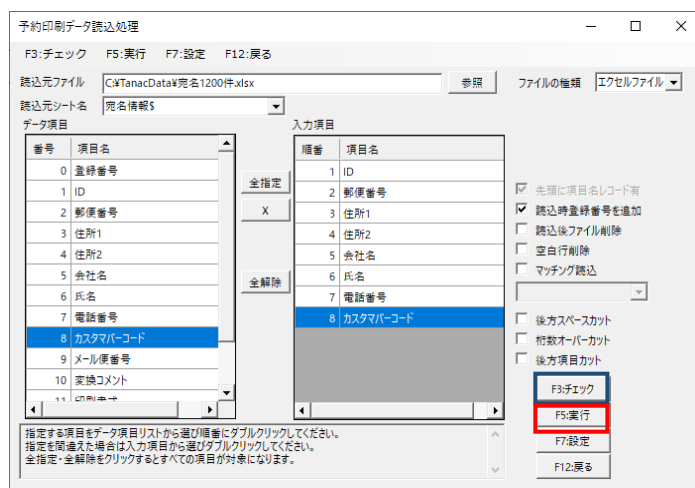 予約印刷データ読込処理
F3:チェック F5:実行 F7:設定 F12:戻る
読込元ファイル C:¥TanacData¥宛名1200件.xlsx 参照 ファイルの種類 エクセルファイル
読込元シート名 宛名情報$
データ項目 入力項目
番号 項目名
0 登録番号
1 ID
2 郵便番号
3 住所1
4 住所2
5 会社名
6 氏名
7 電話番号
8 カスタマバーコード
9 メール便番号
10 変換コメント
11 印刷書式
全指定
X
全解除
順番 項目名
1 ID
2 郵便番号
3 住所1
4 住所2
5 会社名
6 氏名
7 電話番号
8 カスタマバーコード
先頭に項目名レコード有
読込時登録番号を追加
読込後ファイル削除
空白行削除
マッチング読込
後方スペースカット
桁数オーバーカット
後方項目カット
F3:チェック
F5:実行
F7:設定
F12:戻る
指定する項目をデータ項目リストから選び順番にダブルクリックしてください。
指定を間違えた場合は入力項目から選びダブルクリックしてください。
全指定・全解除をクリックするとすべての項目が対象になります。